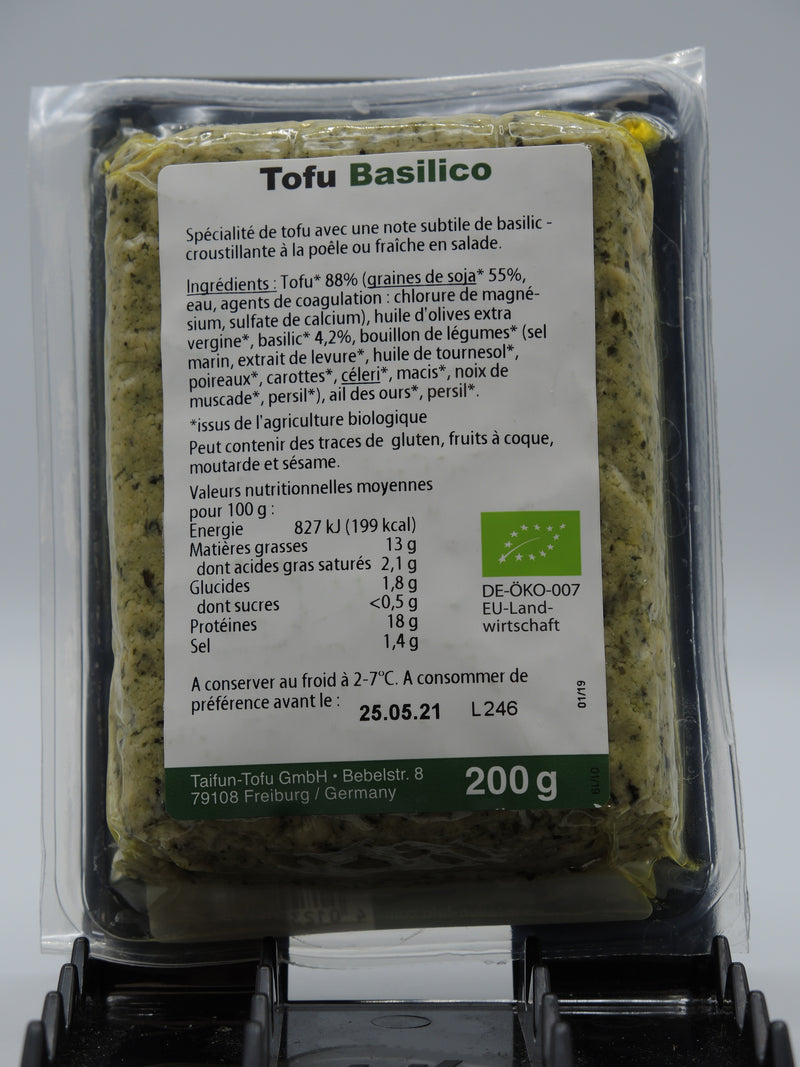 Tofu Basilico
Spécialité de tofu avec une note subtile de basilic -
croustillante à la poêle ou fraîche en salade.
Ingrédients : Tofu* 88% (graines de soja* 55%,
eau, agents de coagulation : chlorure de magné-
sium, sulfate de calcium), huile d'olives extra
vergine*, basilic* 4,2%, bouillon de légumes* (sel
marin, extrait de levure*, huile de tournesol*,
poireaux*, carottes*, céleri*, macis*, noix de
muscade*, persil*), ail des ours*, persil*.
*issus de l'agriculture biologique
Peut contenir des traces de gluten, fruits à coque,
moutarde et sésame.
Valeurs nutritionnelles moyennes
pour 100 g :
Energie 827 kJ (199 kcal)
Matières grasses 13 g
dont acides gras saturés 2,1 g
Glucides 1,8 g
dont sucres <0,5 g
Protéines 18 g
Sel 1,4 g
DE-ÖKO-007
EU-Land-
wirtschaft
A conserver au froid à 2-7°C. A consommer de
préférence avant le :
25.05.21 L246
01/19
Taifun-Tofu GmbH • Bebelstr. 8
79108 Freiburg / Germany
200 g
01/19